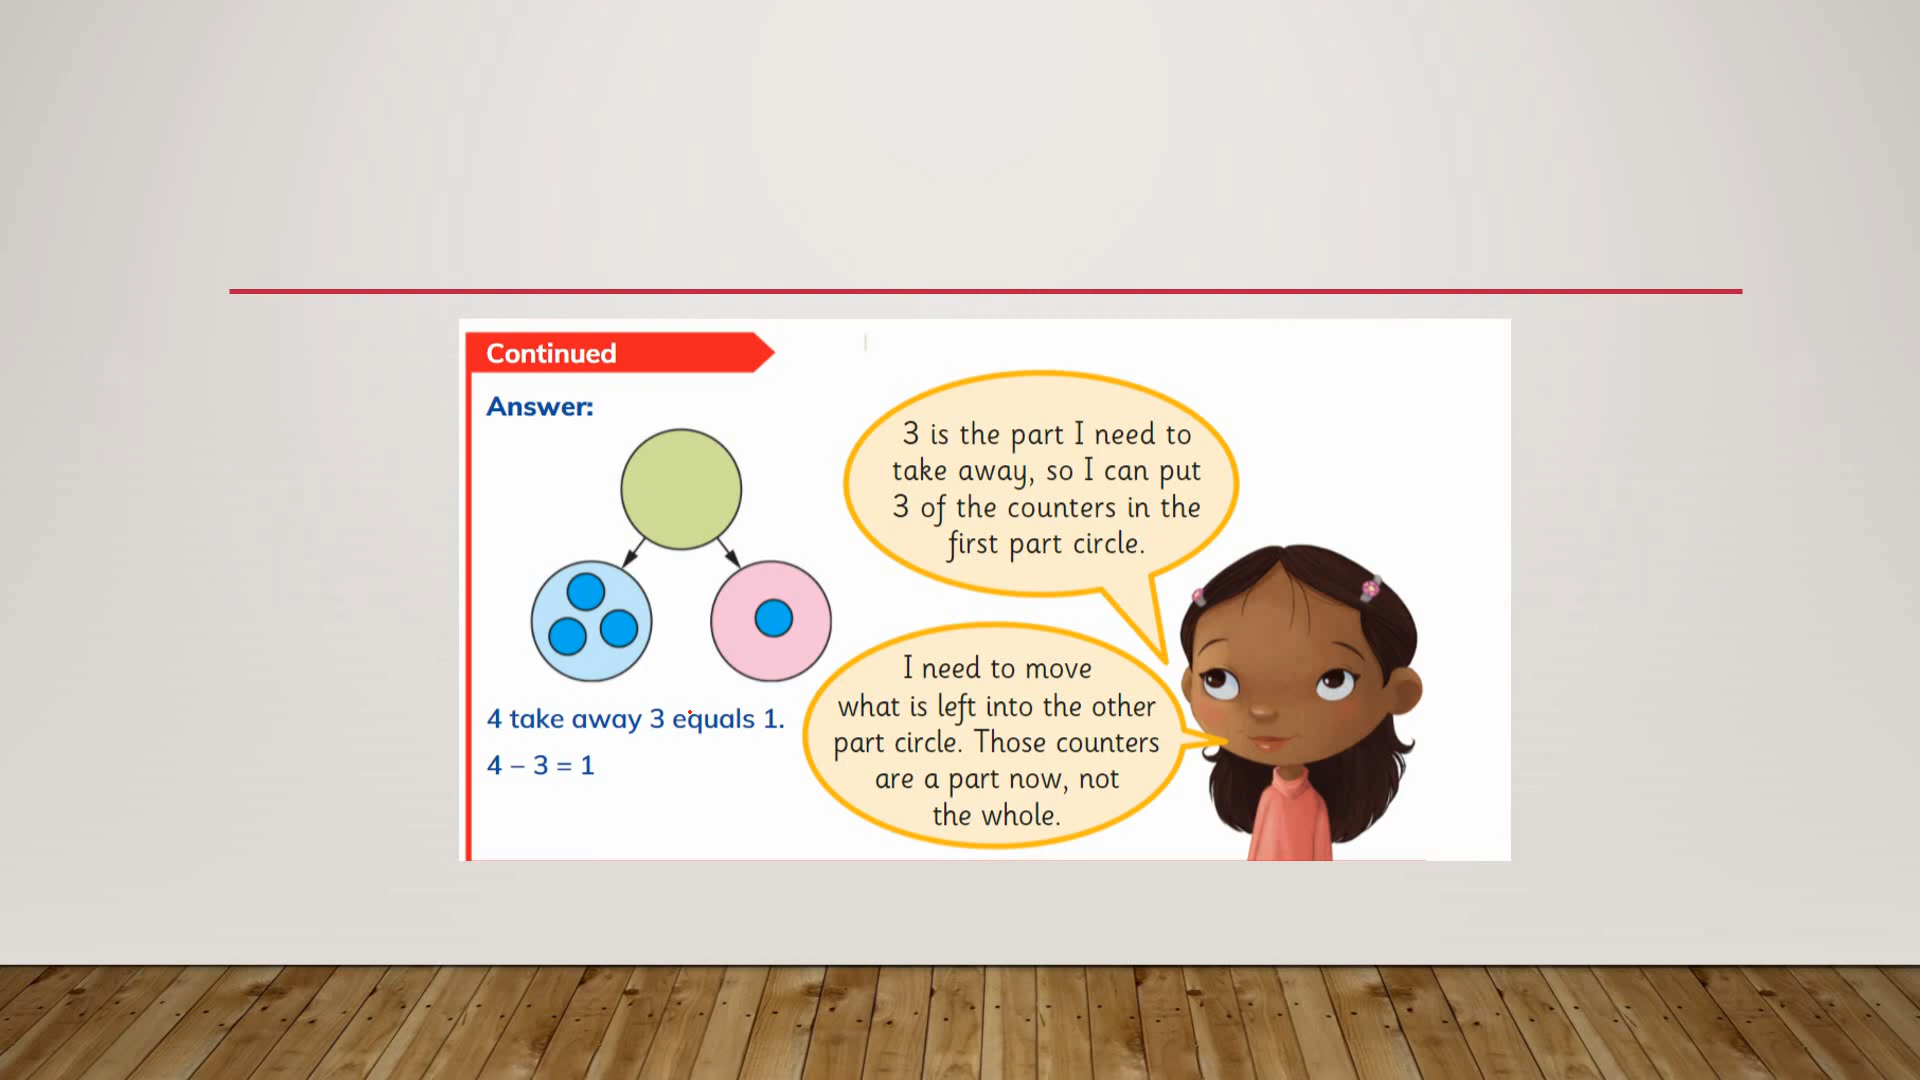 Continued
Answer:
3 is the part I need to
take away, so I can put
3 of the counters in the
first part circle.
I need to move
what is left into the other
part circle. Those counters
are a part now, not
the whole.
4 take away 3 equals 1.
4 – 3 = 1